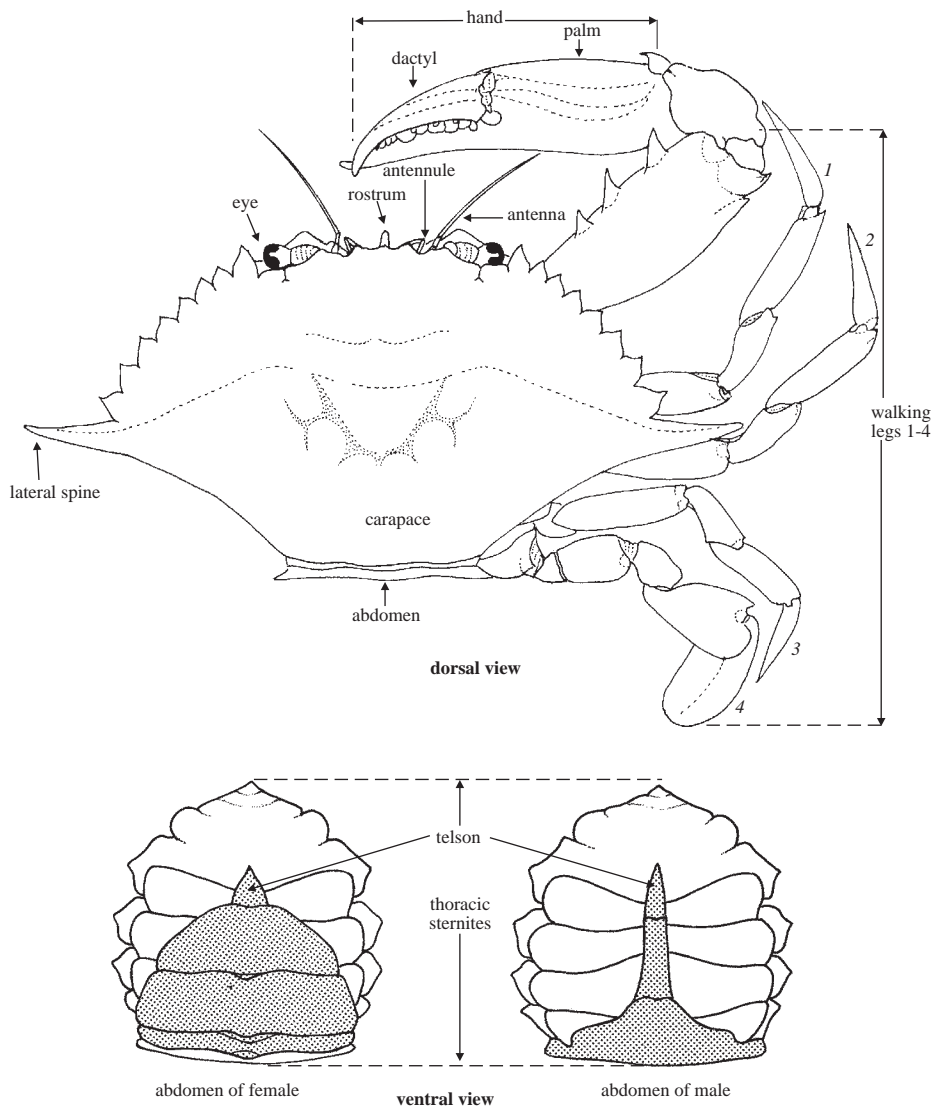 hand
palm
dactyl
antennule
rostrum
eye
antenna
1
2
walking
legs 1-4
lateral spine
carapace
abdomen
3
dorsal view
4
telson
thoracic
sternites
abdomen of female
abdomen of male
ventral view